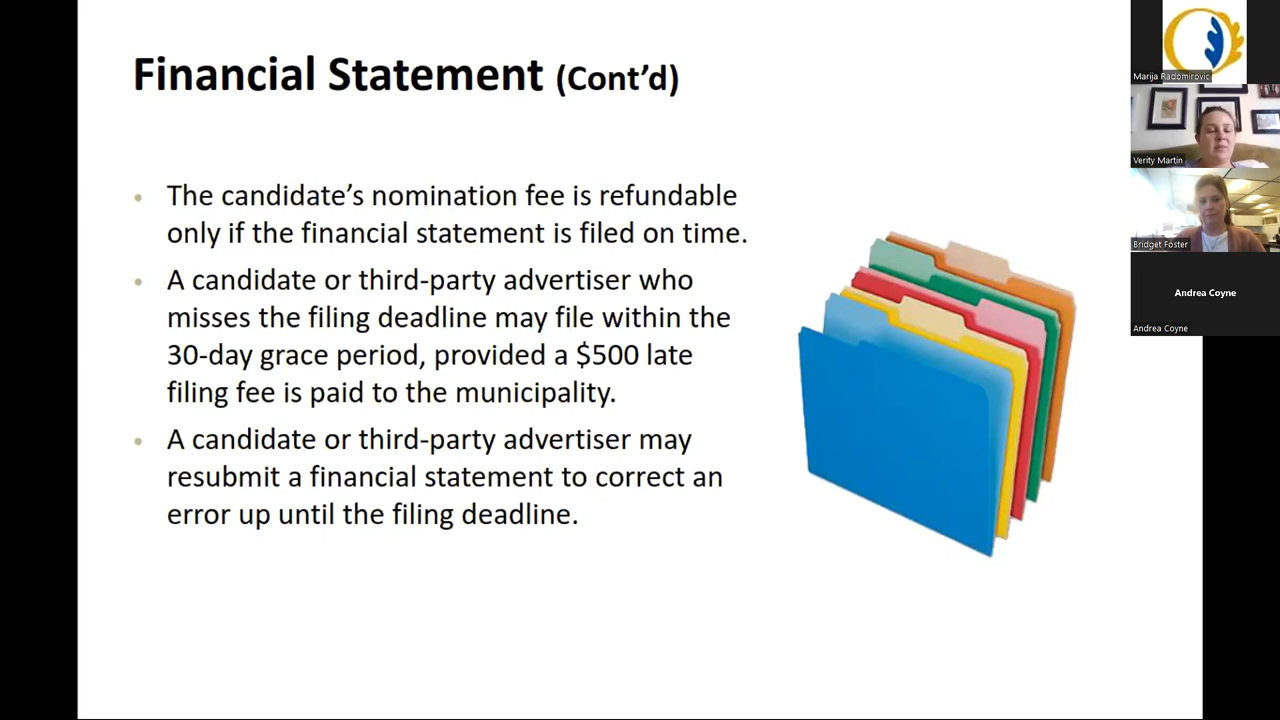 Financial Statement (Cont’d)
• The candidate’s nomination fee is refundable
only if the financial statement is filed on time.
• A candidate or third-party advertiser who
misses the filing deadline may file within the
30-day grace period, provided a $500 late
filing fee is paid to the municipality.
• A candidate or third-party advertiser may
resubmit a financial statement to correct an
error up until the filing deadline.
Marija Radomirovic
Verity Martin
Bridget Foster
Andrea Coyne
Andrea Coyne